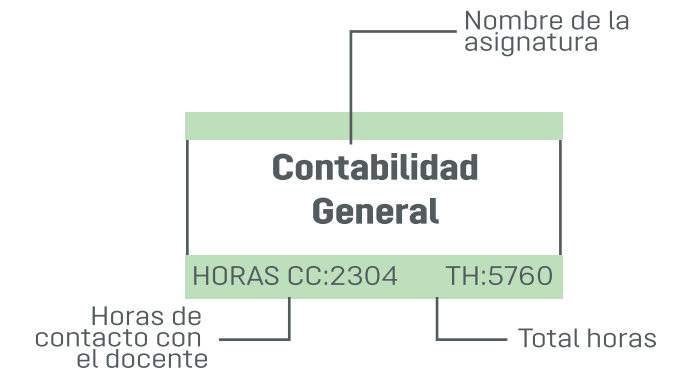 Nombre de la
asignatura
Contabilidad
General
HORAS CC:2304 TH:5760
Horas de
contacto con
el docente
Total horas